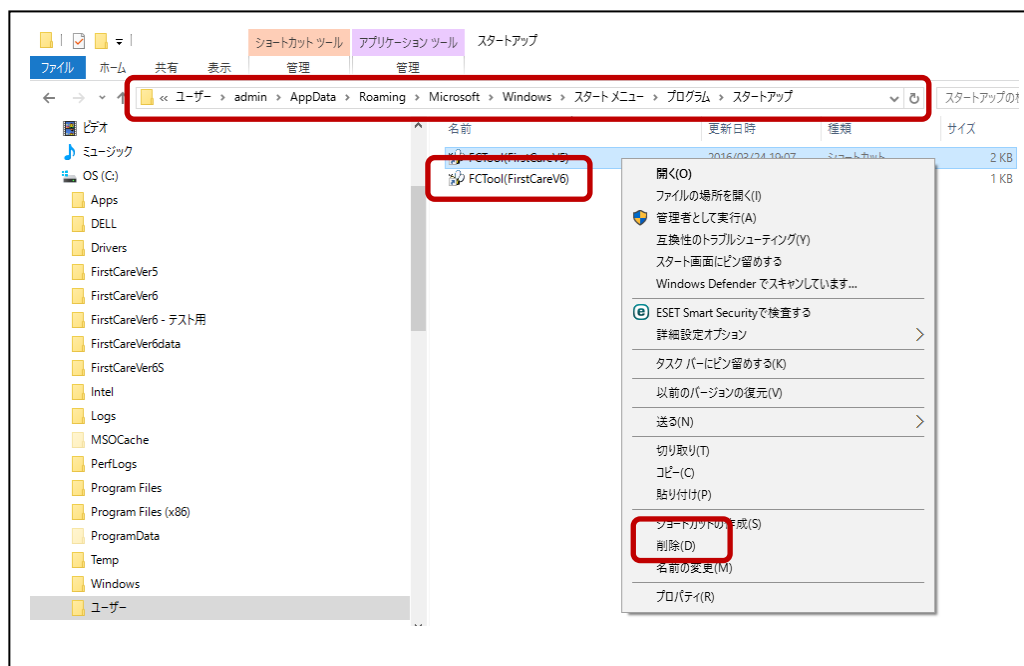 ショートカット ツール アプリケーション ツール スタートアップ
ファイル ホーム 共有 表示 管理 管理
« ユーザー › admin › AppData › Roaming › Microsoft › Windows › スタート メニュー › プログラム › スタートアップ
スタートアップの
ビデオ
ミュージック
OS (C:)
Apps
DELL
Drivers
FirstCareVer5
FirstCareVer6
FirstCareVer6 - テスト用
FirstCareVer6data
FirstCareVer6S
Intel
Logs
MSOCache
PerfLogs
Program Files
Program Files (x86)
ProgramData
Temp
Windows
ユーザー
名前 更新日時 種類 サイズ
FCTool(FirstCareV5) 2016/03/24 19:07 ショートカット 2 KB
FCTool(FirstCareV6) 1 KB
開く(O)
ファイルの場所を開く(I)
管理者として実行(A)
互換性のトラブルシューティング(Y)
スタート画面にピン留めする
Windows Defender でスキャンしています...
ESET Smart Securityで検査する
詳細設定オプション
タスク バーにピン留めする(K)
以前のバージョンの復元(V)
送る(N)
切り取り(T)
コピー(C)
貼り付け(P)
ショートカットの作成(S)
削除(D)
名前の変更(M)
プロパティ(R)